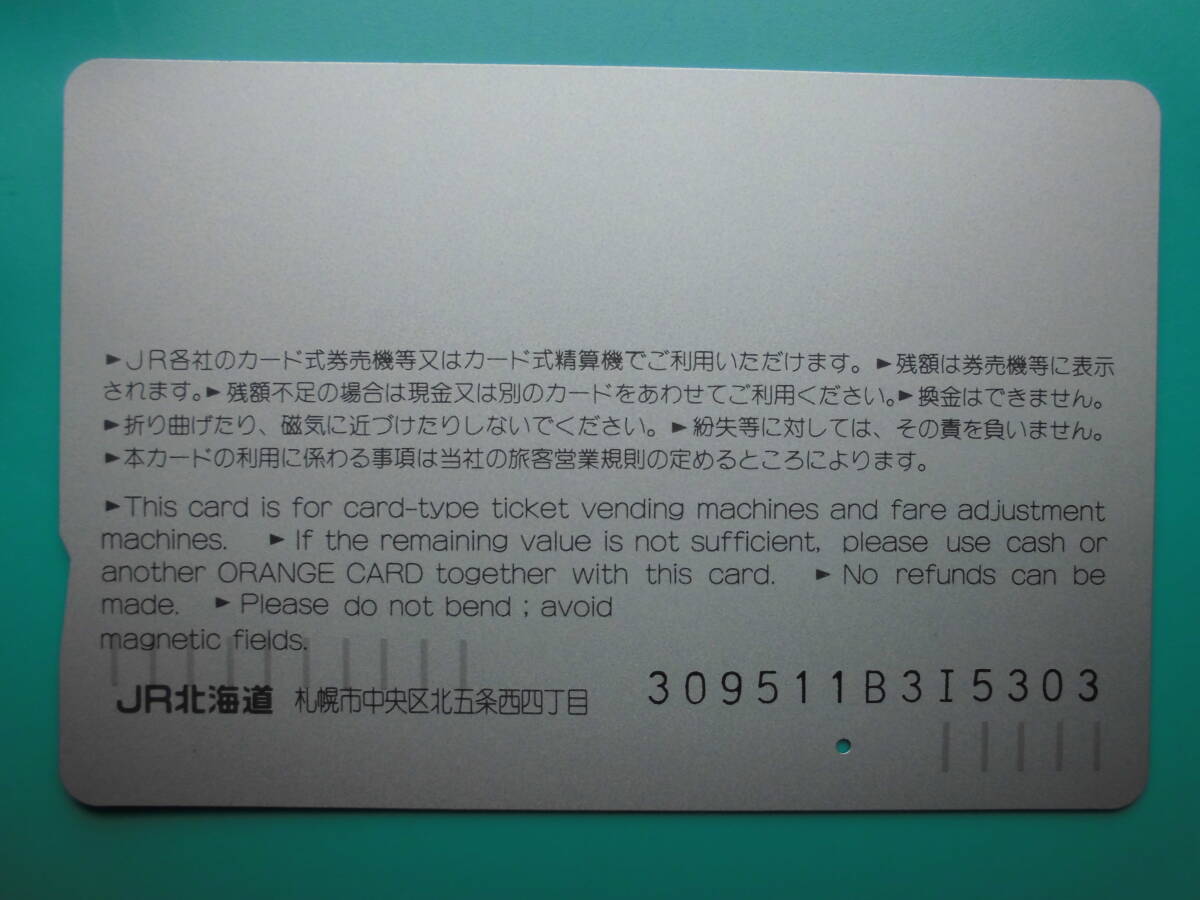 ►JR各社のカード式券売機等又はカード式精算機でご利用いただけます。►残額は券売機等に表示
されます。►残額不足の場合は現金又は別のカードをあわせてご利用ください。►換金はできません。
►折り曲げたり、磁気に近づけたりしないでください。►紛失等に対しては、その責を負いません。
►本カードの利用に係わる事項は当社の旅客営業規則の定めるところによります。
►This card is for card-type ticket vending machines and fare adjustment
machines. ►If the remaining value is not sufficient, please use cash or
another ORANGE CARD together with this card. ►No refunds can be
made. ►Please do not bend ; avoid
magnetic fields.
JR北海道 札幌市中央区北五条西四丁目
309511B3I5303